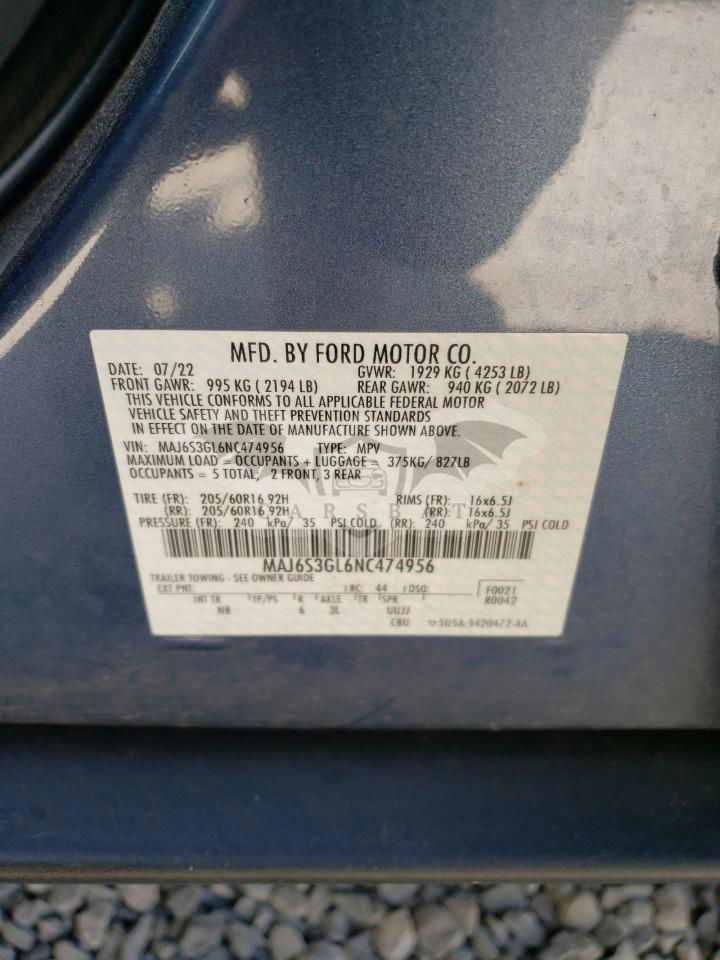 MFD. BY FORD MOTOR CO.
DATE: 07/22 GVWR: 1929 KG ( 4253 LB)
FRONT GAWR: 995 KG ( 2194 LB) REAR GAWR: 940 KG ( 2072 LB)
THIS VEHICLE CONFORMS TO ALL APPLICABLE FEDERAL MOTOR
VEHICLE SAFETY AND THEFT PREVENTION STANDARDS
IN EFFECT ON THE DATE OF MANUFACTURE SHOWN ABOVE.
VIN: MAJ6S3GL6NC474956 TYPE: MPV
MAXIMUM LOAD = OCCUPANTS + LUGGAGE = 375KG/ 827LB
OCCUPANTS = 5 TOTAL; 2 FRONT, 3 REAR
TIRE (FR): 205/60R16 92H RIMS (FR): 16x6.5J
(RR): 205/60R16 92H (RR): 16x6.5J
CARSBAT
PRESSURE (FR): 240 kPa/ 35 PSI COLD (RR): 240 kPa/ 35 PSI COLD
MAJ6S3GL6NC474956
TRAILER TOWING - SEE OWNER GUIDE
EXT PNT: RC: 44 DSO: F0021
INT TR TP/PS R AXLE TR SPR R0042
NB 6 3L UUJJ
CBU 5U5A-5420472-AA